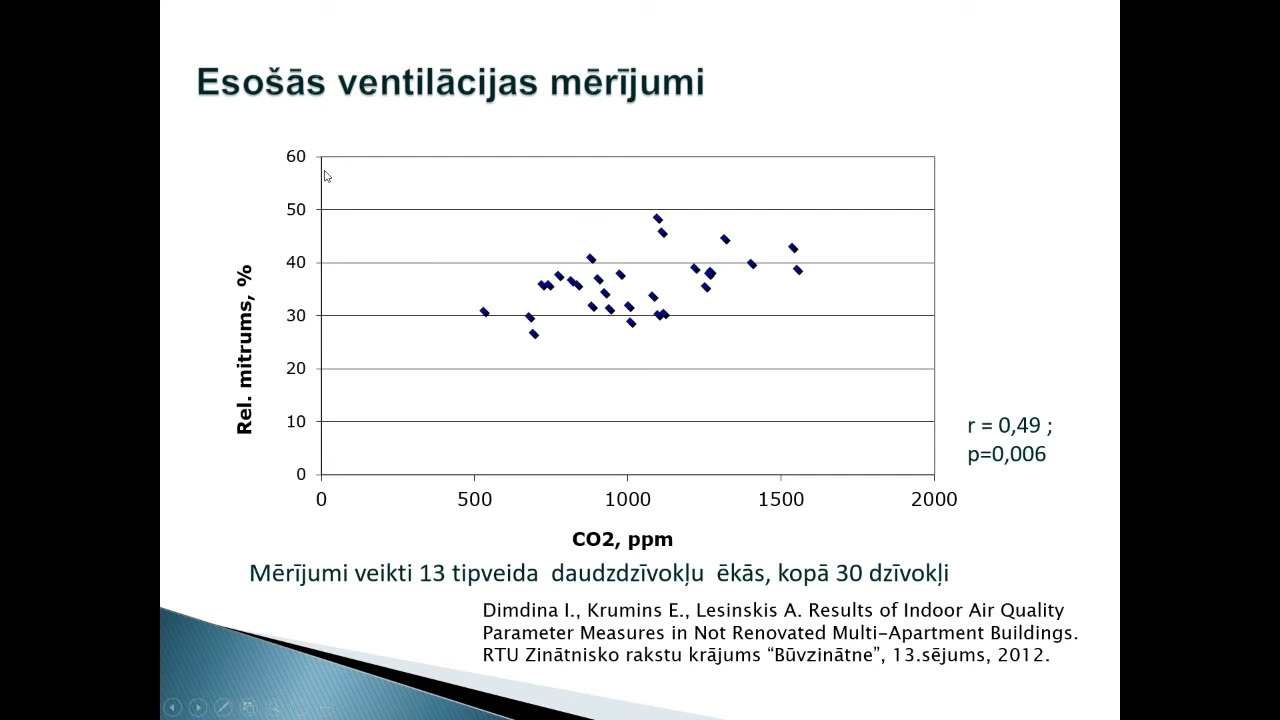 Esošās ventilācijas mērījumi
60
50
40
30
20
10
0
Rel. mitrums, %
0 500 1000 1500 2000
CO2, ppm
r = 0,49 ;
p=0,006
Mērījumi veikti 13 tipveida daudzdzīvokļu ēkās, kopā 30 dzīvokļi
Dimdina I., Krumins E., Lesinskis A. Results of Indoor Air Quality
Parameter Measures in Not Renovated Multi-Apartment Buildings.
RTU Zinātnisko rakstu krājums “Būvzinātne”, 13.sējums, 2012.